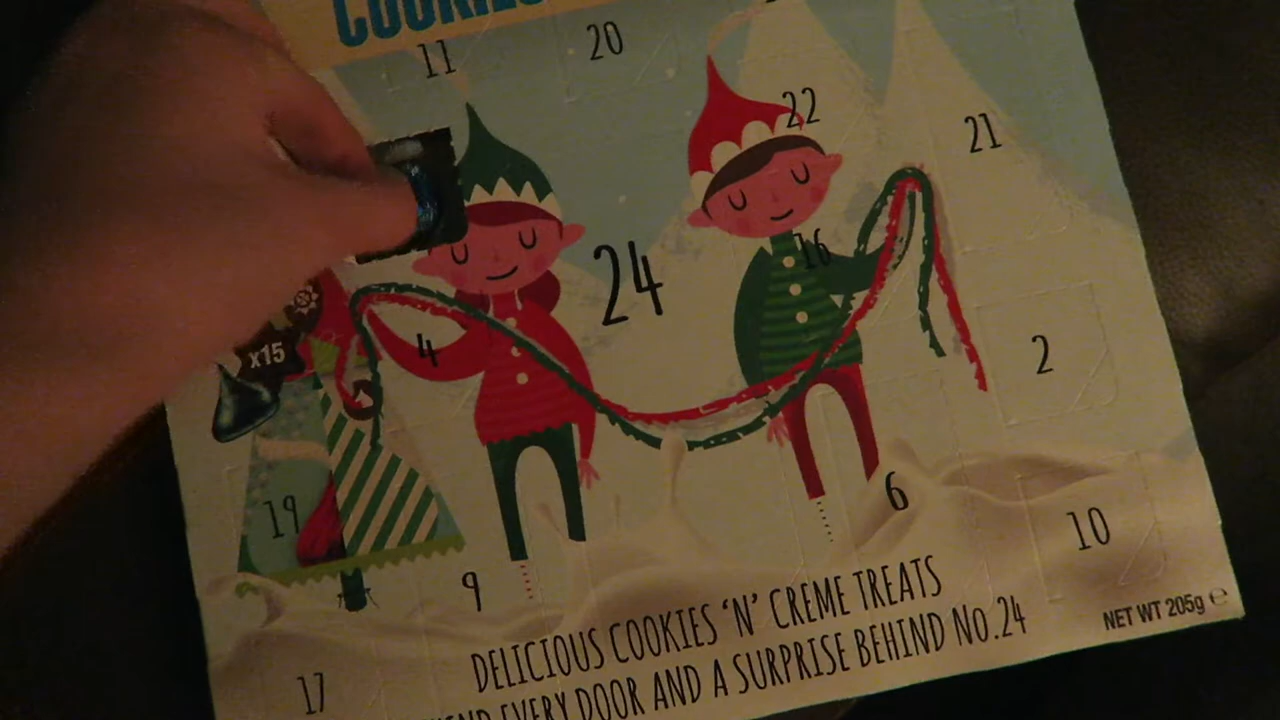 COOKIES
11
20
22
21
24
16
4
x15
2
19
6
10
9
DELICIOUS COOKIES 'N' CREME TREATS
EVERY DOOR AND A SURPRISE BEHIND No.24
NET WT 205g e
17